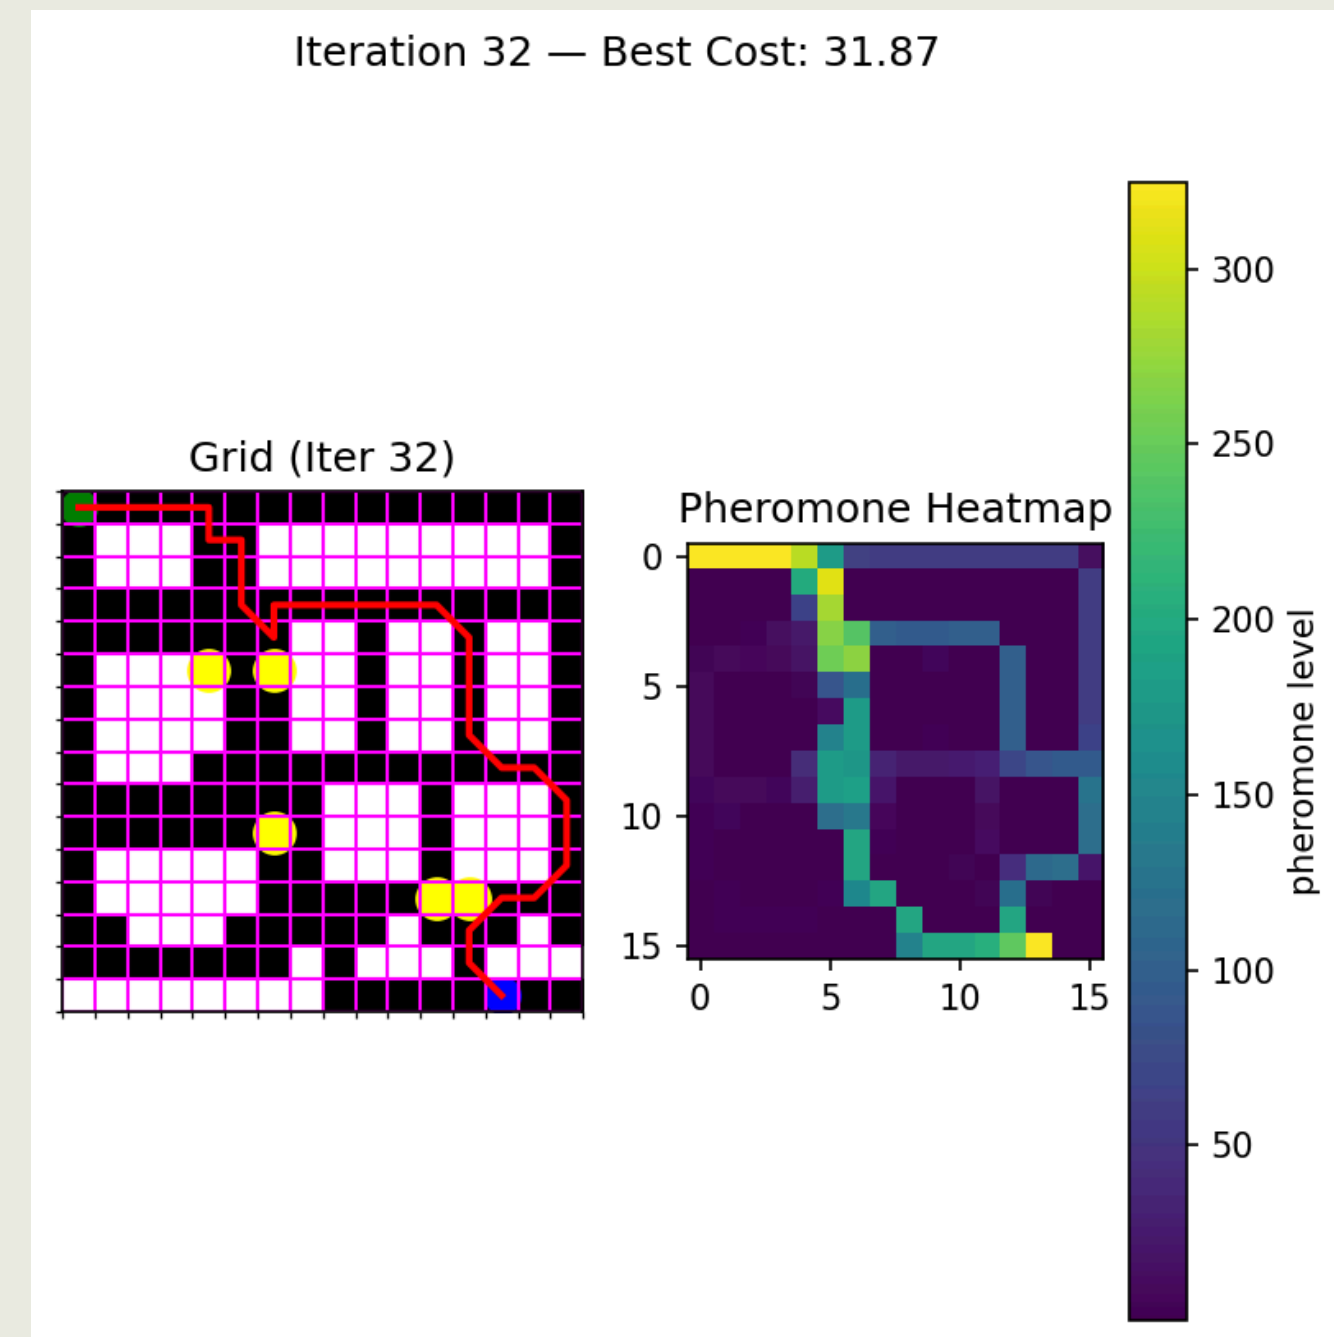 Iteration 32 — Best Cost: 31.87
Grid (Iter 32)
Pheromone Heatmap
0
5
10
15
0 5 10 15
300
250
200
150
100
50
pheromone level